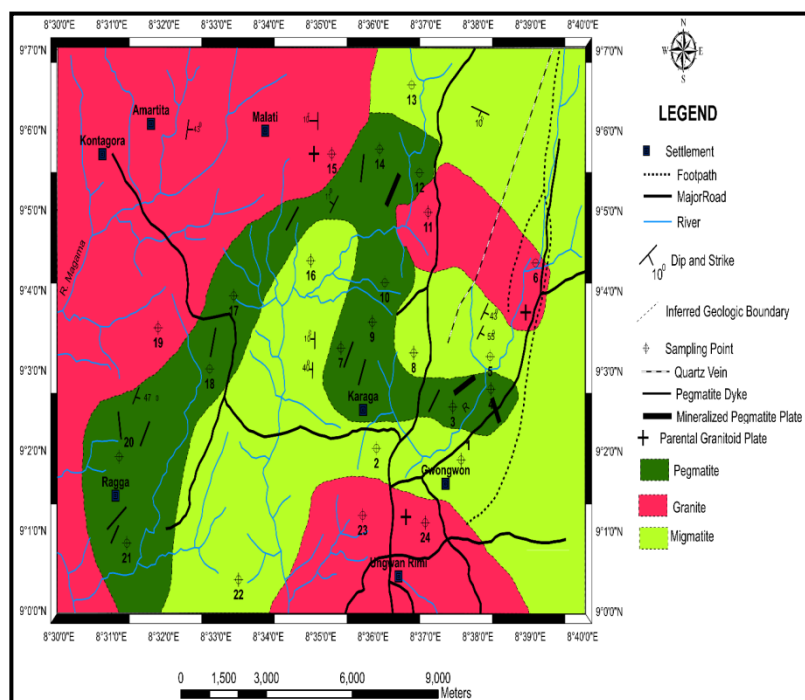 8°30'0"E 8°31'0"E 8°33'0"E 8°34'0"E 8°35'0"E 8°36'0"E 8°37'0"E 8°38'0"E 8°39'0"E 8°40'0"E
N
W E
S
9°7'0"N 9°7'0"N
13
Amartita
Malati
10
9°6'0"N 9°6'0"N
Kontagora
14
15
12
9°5'0"N 9°5'0"N
11
R. Magama
16
6
9°4'0"N 9°4'0"N
10
17
19
9
7
8
5
9°3'0"N 9°3'0"N
18
47
Karaga
3
R
4
20
9°2'0"N 9°2'0"N
2
1
Ragga
Gwongwon
9°1'0"N 9°1'0"N
23
24
21
Ungwan Rimi
22
9°0'0"N 9°0'0"N
8°30'0"E 8°31'0"E 8°33'0"E 8°34'0"E 8°35'0"E 8°36'0"E 8°37'0"E 8°38'0"E 8°39'0"E 8°40'0"E
0 1,500 3,000 6,000 9,000
Meters
LEGEND
Settlement
Footpath
MajorRoad
River
10⁰ Dip and Strike
Inferred Geologic Boundary
Sampling Point
Quartz Vein
Pegmatite Dyke
Mineralized Pegmatite Plate
Parental Granitoid Plate
Pegmatite
Granite
Migmatite